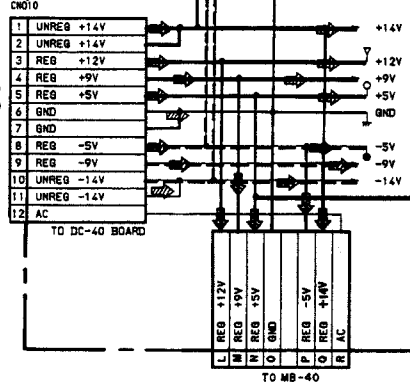 CN010
1 UNREG +14V
2 UNREG +14V
3 REG +12V
4 REG +9V
5 REG +5V
6 GND
7 GND
8 REG -5V
9 REG -9V
10 UNREG -14V
11 UNREG -14V
12 AC
TO DC-40 BOARD
+14V
+12V
+9V
+5V
GND
-5V
-9V
-14V
L REG +12V
M REG +9V
N REG +5V
O GND
P REG -5V
Q REG +14V
R AC
TO MB-40